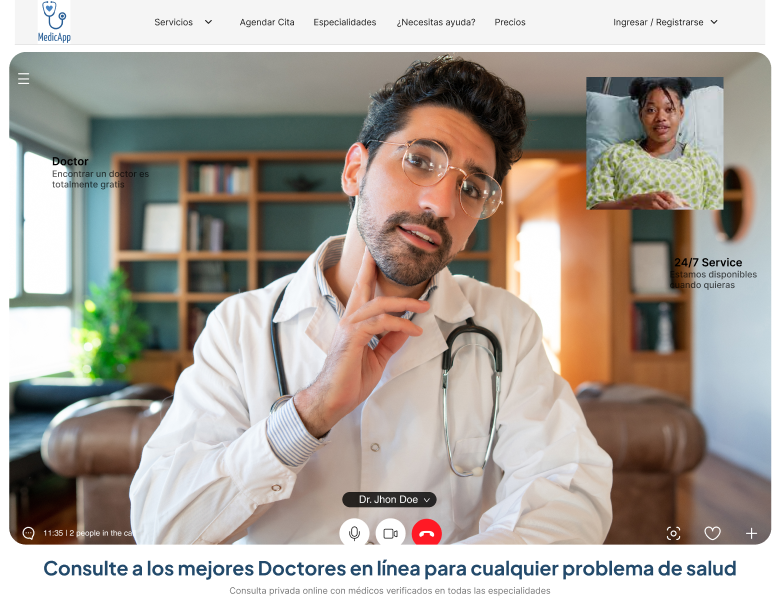 MedicApp
Servicios
Agendar Cita
Especialidades
¿Necesitas ayuda?
Precios
Ingresar / Registrarse
Doctor
Encontrar un doctor es
totalmente gratis
24/7 Service
Estamos disponibles
cuando quieras
Dr. Jhon Doe
11:35 | 2 people in the call
Consulte a los mejores Doctores en línea para cualquier problema de salud
Consulta privada online con médicos verificados en todas las especialidades